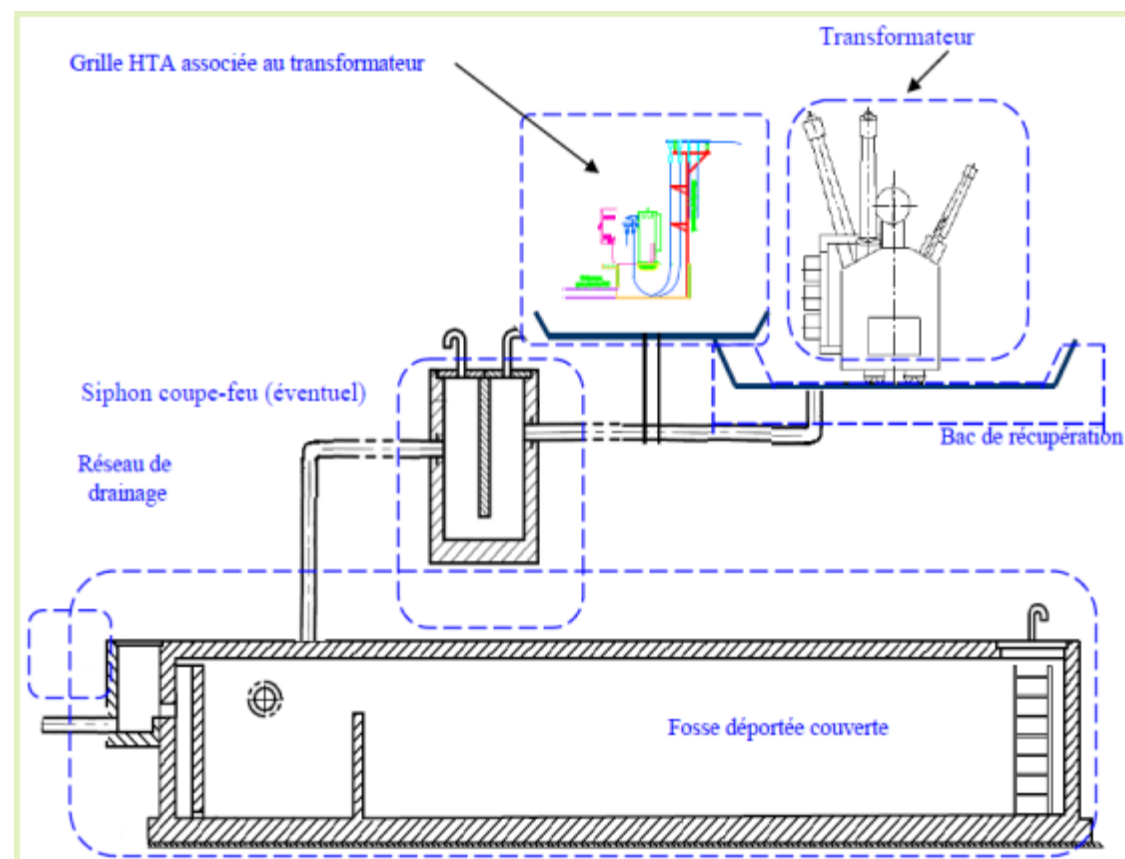 Transformateur
Grille HTA associée au transformateur
Siphon coupe-feu (éventuel)
Bac de récupération
Réseau de
drainage
Fosse déportée couverte